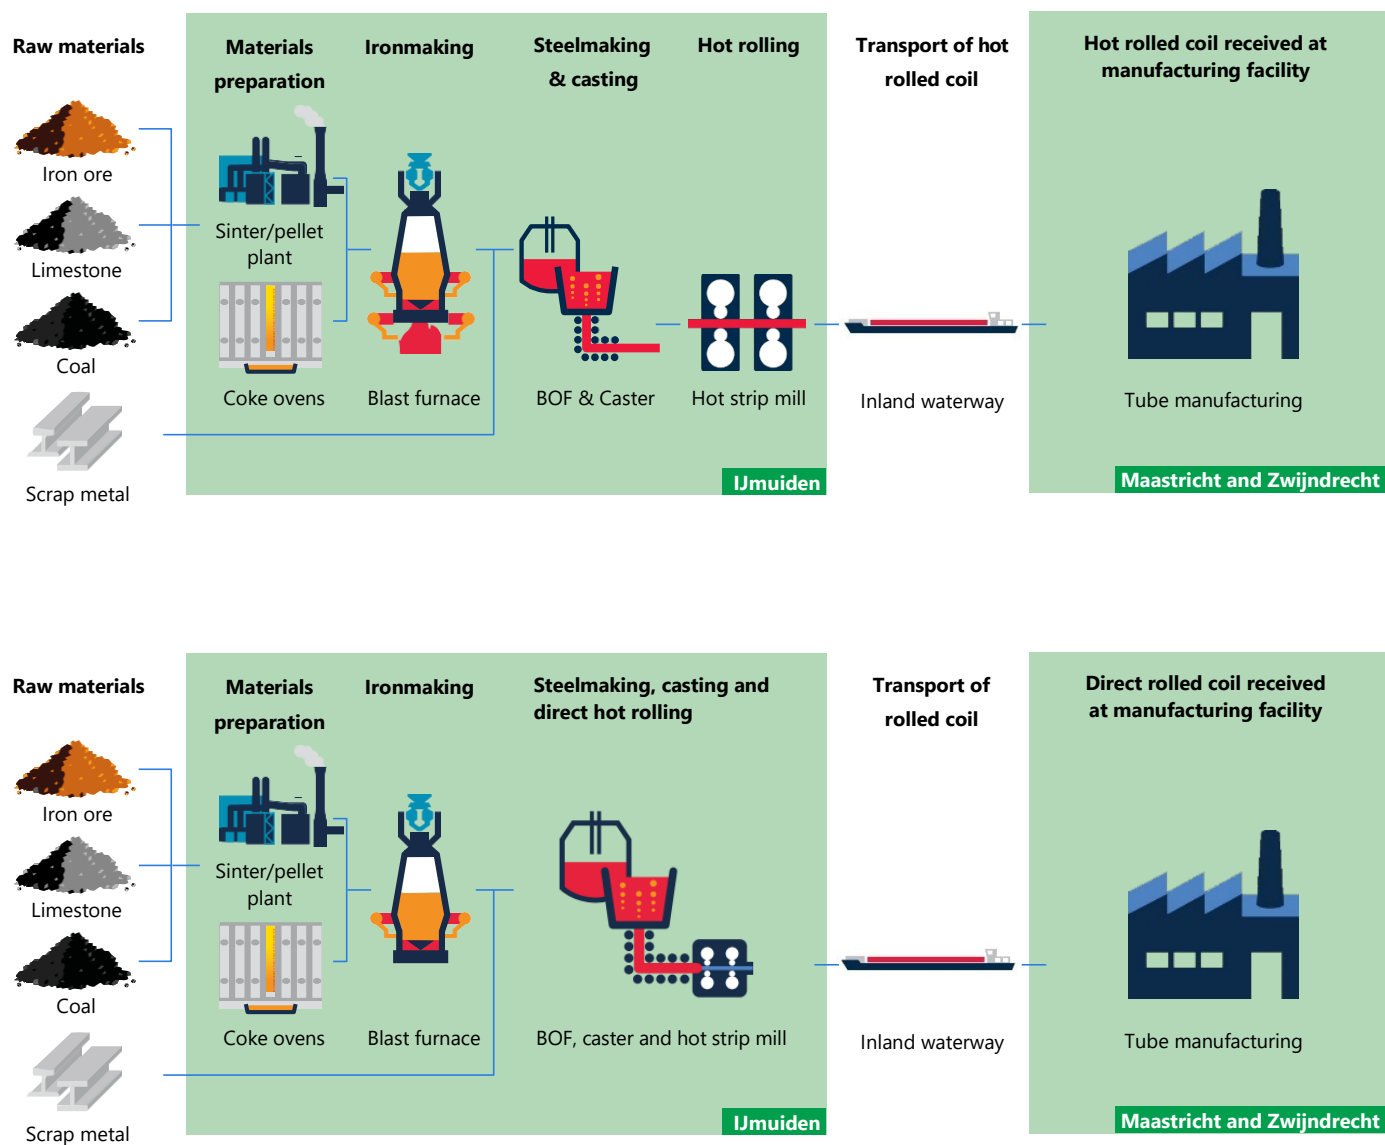 Raw materials
Materials
preparation
Ironmaking
Steelmaking
& casting
Hot rolling
Transport of hot
rolled coil
Hot rolled coil received at
manufacturing facility
Iron ore
Limestone
Coal
Scrap metal
Sinter/pellet
plant
Coke ovens
Blast furnace
BOF & Caster
Hot strip mill
Inland waterway
Tube manufacturing
IJmuiden
Maastricht and Zwijndrecht
Raw materials
Materials
preparation
Ironmaking
Steelmaking, casting and
direct hot rolling
Transport of
rolled coil
Direct rolled coil received
at manufacturing facility
Iron ore
Limestone
Coal
Scrap metal
Sinter/pellet
plant
Coke ovens
Blast furnace
BOF, caster and hot strip mill
Inland waterway
Tube manufacturing
IJmuiden
Maastricht and Zwijndrecht